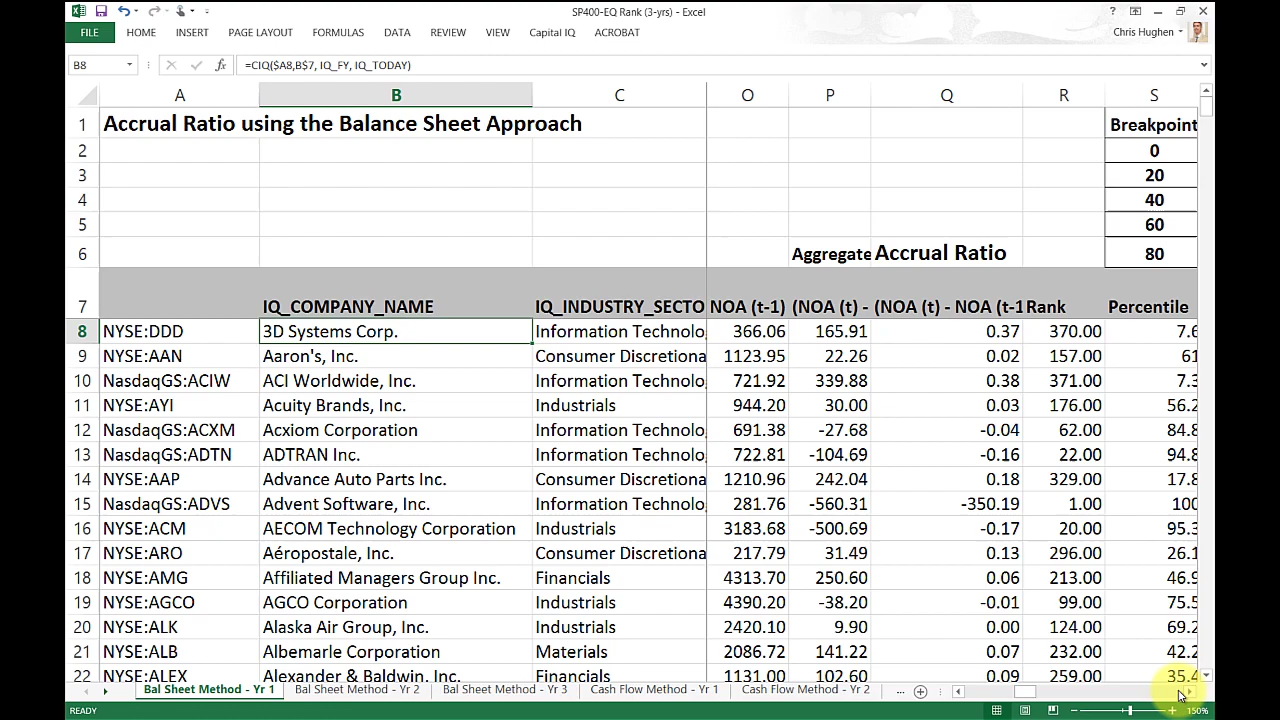 SP400-EQ Rank (3-yrs) - Excel
FILE HOME INSERT PAGE LAYOUT FORMULAS DATA REVIEW VIEW Capital IQ ACROBAT Chris Hughen
B8 fx =CIQ($A8,B$7, IQ_FY, IQ_TODAY)
A B C O P Q R S
1 Accrual Ratio using the Balance Sheet Approach Breakpoint
2 0
3 20
4 40
5 60
6 Aggregate Accrual Ratio 80
7 IQ_COMPANY_NAME IQ_INDUSTRY_SECTO NOA (t-1) (NOA (t) - (NOA (t) - NOA (t-1 Rank Percentile
8 NYSE:DDD 3D Systems Corp. Information Technolo 366.06 165.91 0.37 370.00 7.6
9 NYSE:AAN Aaron's, Inc. Consumer Discretiona 1123.95 22.26 0.02 157.00 61
10 NasdaqGS:ACIW ACI Worldwide, Inc. Information Technolo 721.92 339.88 0.38 371.00 7.3
11 NYSE:AYI Acuity Brands, Inc. Industrials 944.20 30.00 0.03 176.00 56.2
12 NasdaqGS:ACXM Acxiom Corporation Information Technolo 691.38 -27.68 -0.04 62.00 84.8
13 NasdaqGS:ADTN ADTRAN Inc. Information Technolo 722.81 -104.69 -0.16 22.00 94.8
14 NYSE:AAP Advance Auto Parts Inc. Consumer Discretiona 1210.96 242.04 0.18 329.00 17.8
15 NasdaqGS:ADVS Advent Software, Inc. Information Technolo 281.76 -560.31 -350.19 1.00 100
16 NYSE:ACM AECOM Technology Corporation Industrials 3183.68 -500.69 -0.17 20.00 95.3
17 NYSE:ARO Aéropostale, Inc. Consumer Discretiona 217.79 31.49 0.13 296.00 26.1
18 NYSE:AMG Affiliated Managers Group Inc. Financials 4313.70 250.60 0.06 213.00 46.9
19 NYSE:AGCO AGCO Corporation Industrials 4390.20 -38.20 -0.01 99.00 75.5
20 NYSE:ALK Alaska Air Group, Inc. Industrials 2420.10 9.90 0.00 124.00 69.2
21 NYSE:ALB Albemarle Corporation Materials 2086.72 141.22 0.07 232.00 42.2
22 NYSE:ALEX Alexander & Baldwin, Inc. Financials 1131.00 102.60 0.09 259.00 35.4
Bal Sheet Method - Yr 1 Bal Sheet Method - Yr 2 Bal Sheet Method - Yr 3 Cash Flow Method - Yr 1 Cash Flow Method - Yr 2 ...
READY 150%